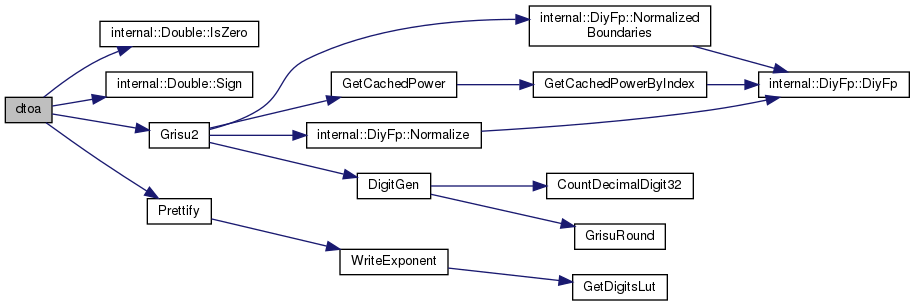 dtoa
internal::Double::IsZero
internal::Double::Sign
Grisu2
Prettify
internal::DiyFp::Normalized
Boundaries
GetCachedPower
GetCachedPowerByIndex
internal::DiyFp::DiyFp
internal::DiyFp::Normalize
DigitGen
CountDecimalDigit32
GrisuRound
WriteExponent
GetDigitsLut